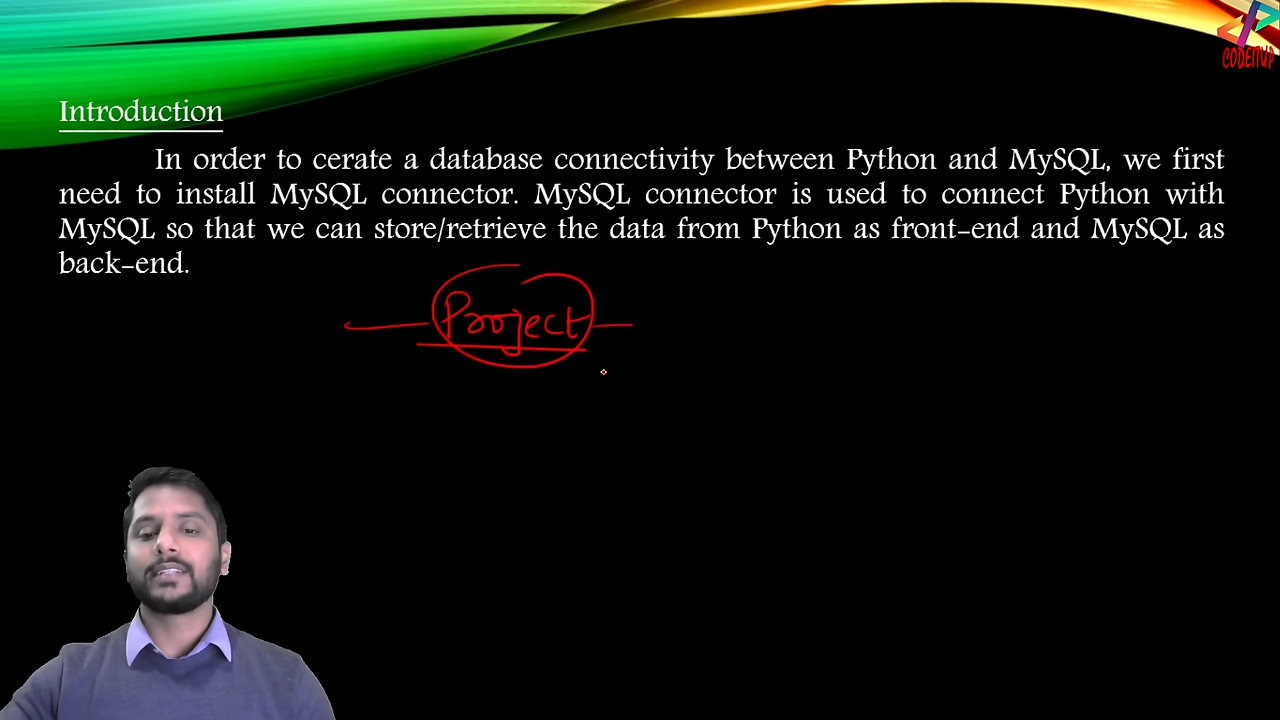 CODEITUP
Introduction
In order to cerate a database connectivity between Python and MySQL, we first
need to install MySQL connector. MySQL connector is used to connect Python with
MySQL so that we can store/retrieve the data from Python as front-end and MySQL as
back-end.
Project